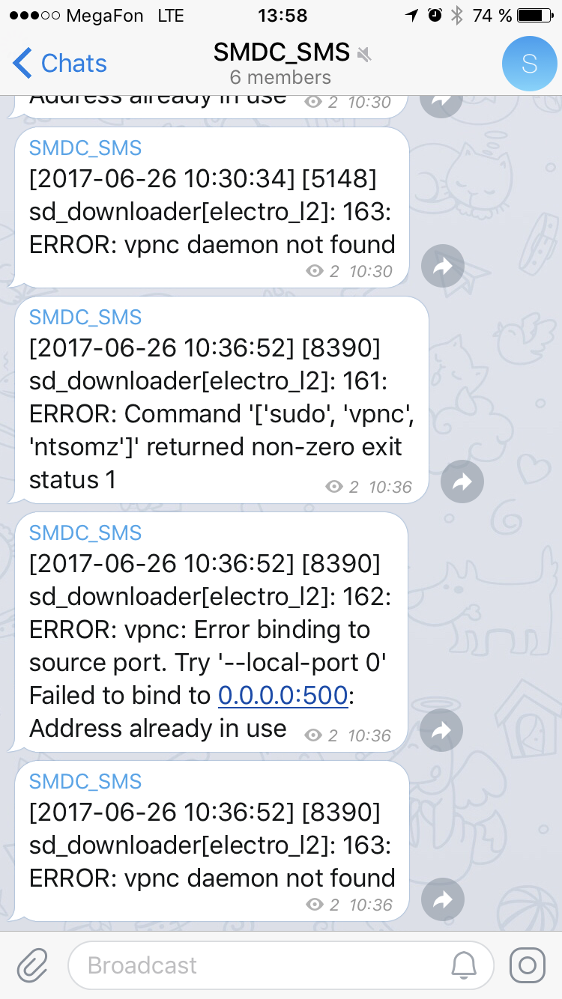 MegaFon LTE 13:58 74 %
Chats SMDC_SMS S
6 members
Address already in use 2 10:30
SMDC_SMS
[2017-06-26 10:30:34] [5148]
sd_downloader[electro_l2]: 163:
ERROR: vpnc daemon not found
2 10:30
SMDC_SMS
[2017-06-26 10:36:52] [8390]
sd_downloader[electro_l2]: 161:
ERROR: Command '['sudo', 'vpnc',
'ntsomz']' returned non-zero exit
status 1 2 10:36
SMDC_SMS
[2017-06-26 10:36:52] [8390]
sd_downloader[electro_l2]: 162:
ERROR: vpnc: Error binding to
source port. Try '--local-port 0'
Failed to bind to 0.0.0.0:500:
Address already in use 2 10:36
SMDC_SMS
[2017-06-26 10:36:52] [8390]
sd_downloader[electro_l2]: 163:
ERROR: vpnc daemon not found
2 10:36
Broadcast